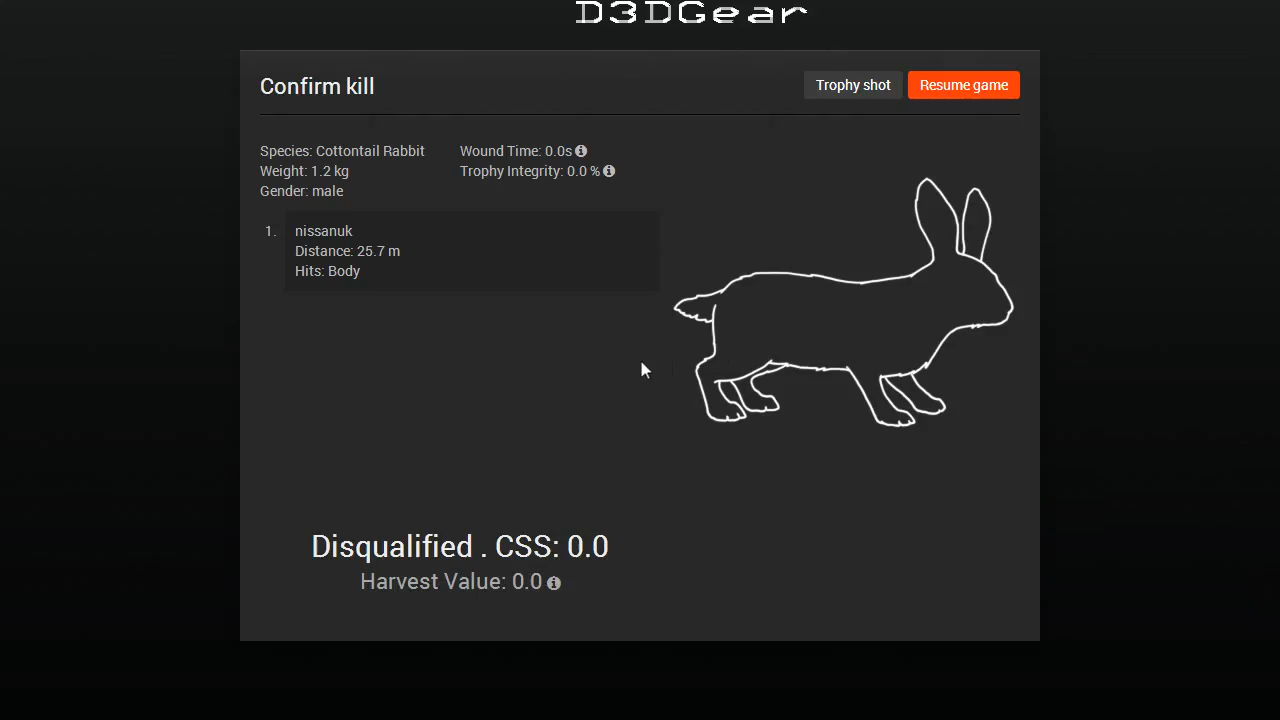 D3DGear
Confirm kill
Trophy shot
Resume game
Species: Cottontail Rabbit
Weight: 1.2 kg
Gender: male
Wound Time: 0.0s
Trophy Integrity: 0.0 %
1.
nissanuk
Distance: 25.7 m
Hits: Body
Disqualified . CSS: 0.0
Harvest Value: 0.0